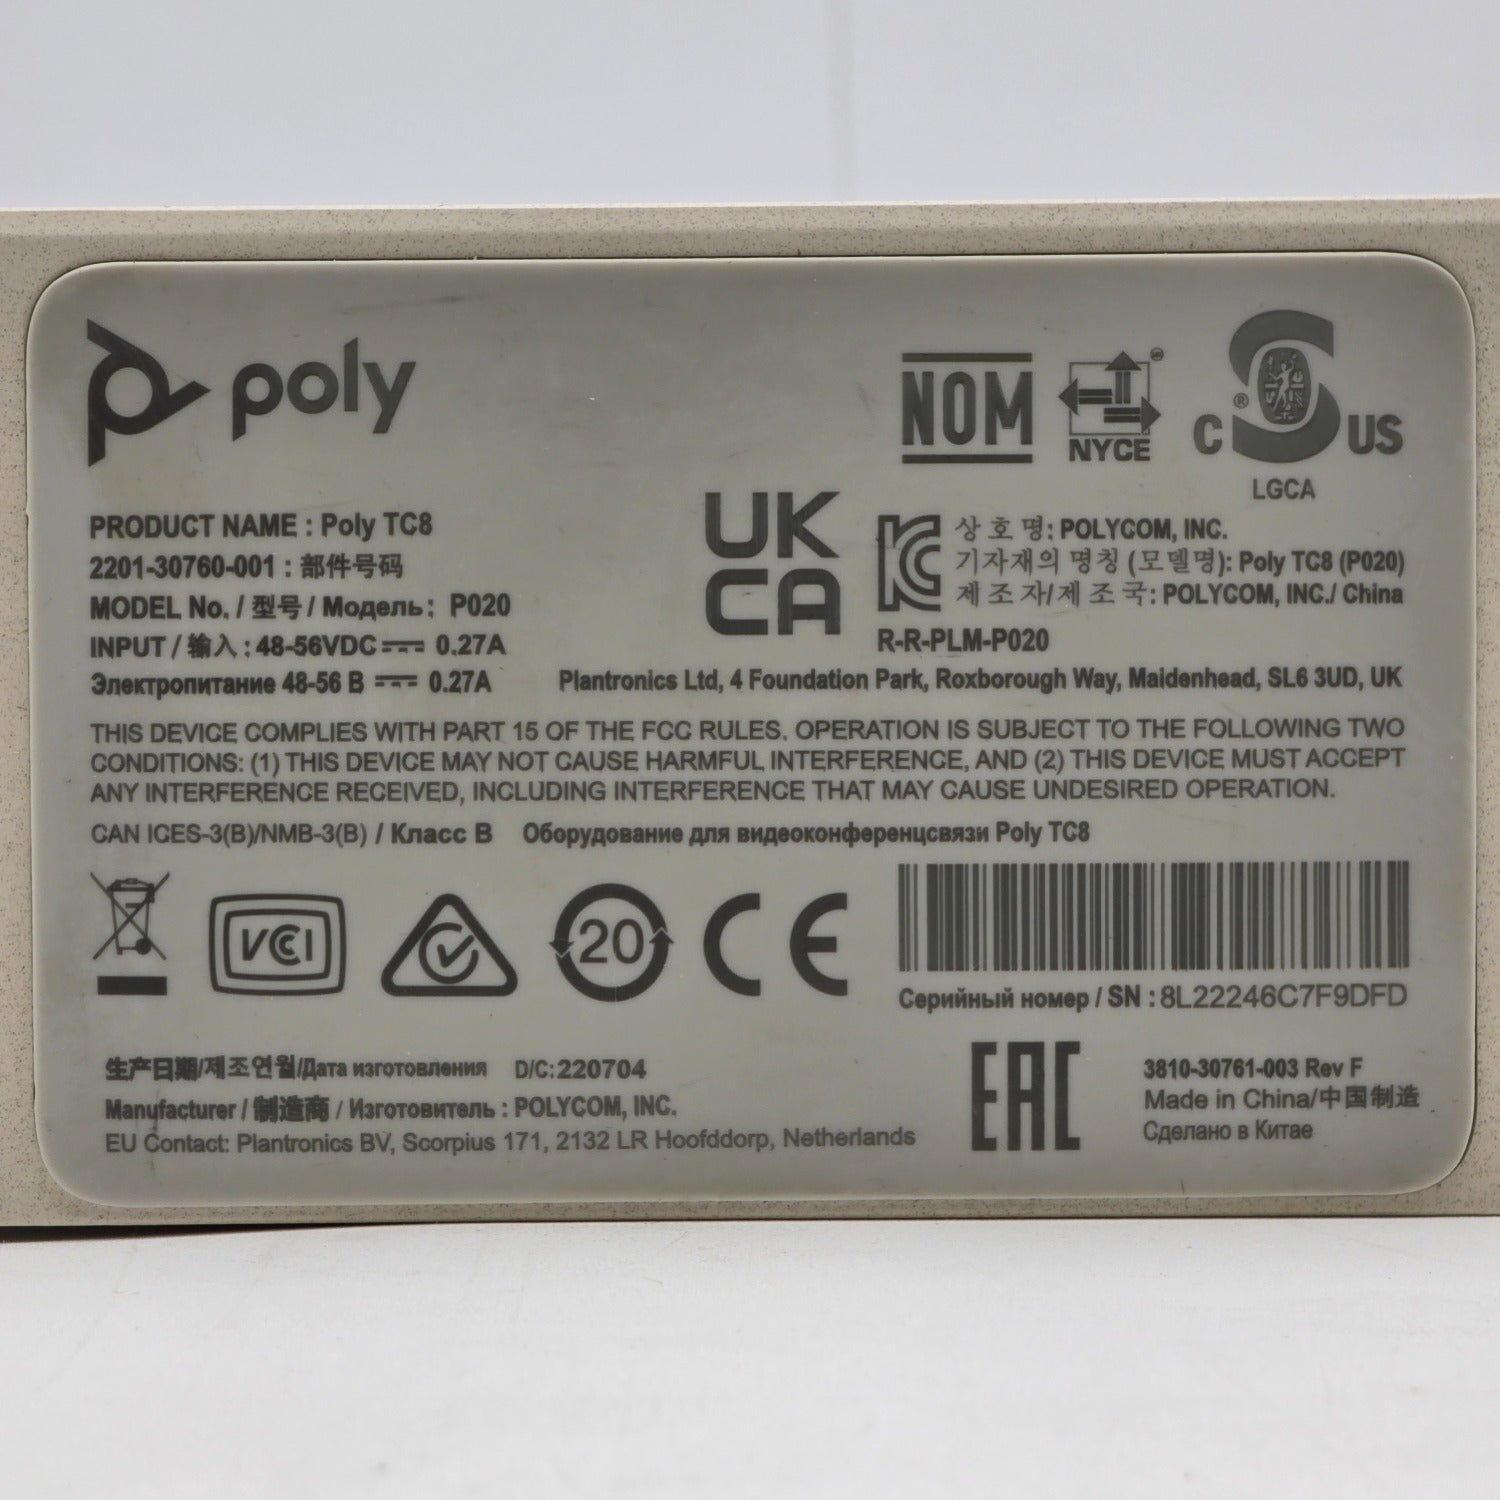 poly
NOM
NYCE
C ® US
LGCA
PRODUCT NAME : Poly TC8
2201-30760-001 : 部件号码
MODEL No. / 型号 / Модель: P020
INPUT / 输入 : 48-56VDC 0.27A
Электропитание 48-56 В 0.27A
UK
CA
상 호 명: POLYCOM, INC.
기자재의 명칭 (모델명): Poly TC8 (P020)
제 조 자/제 조 국: POLYCOM, INC./ China
R-R-PLM-P020
Plantronics Ltd, 4 Foundation Park, Roxborough Way, Maidenhead, SL6 3UD, UK
THIS DEVICE COMPLIES WITH PART 15 OF THE FCC RULES. OPERATION IS SUBJECT TO THE FOLLOWING TWO
CONDITIONS: (1) THIS DEVICE MAY NOT CAUSE HARMFUL INTERFERENCE, AND (2) THIS DEVICE MUST ACCEPT
ANY INTERFERENCE RECEIVED, INCLUDING INTERFERENCE THAT MAY CAUSE UNDESIRED OPERATION.
CAN ICES-3(B)/NMB-3(B) / Класс B Оборудование для видеоконференцсвязи Poly TC8
VCI
20
CE
Серийный номер / SN : 8L22246C7F9DFD
生产日期/제조연월/Дата изготовления D/C: 220704
Manufacturer / 制造商 / Изготовитель : POLYCOM, INC.
EU Contact: Plantronics BV, Scorpius 171, 2132 LR Hoofddorp, Netherlands
EAC
3810-30761-003 Rev F
Made in China/中国制造
Сделано в Китае